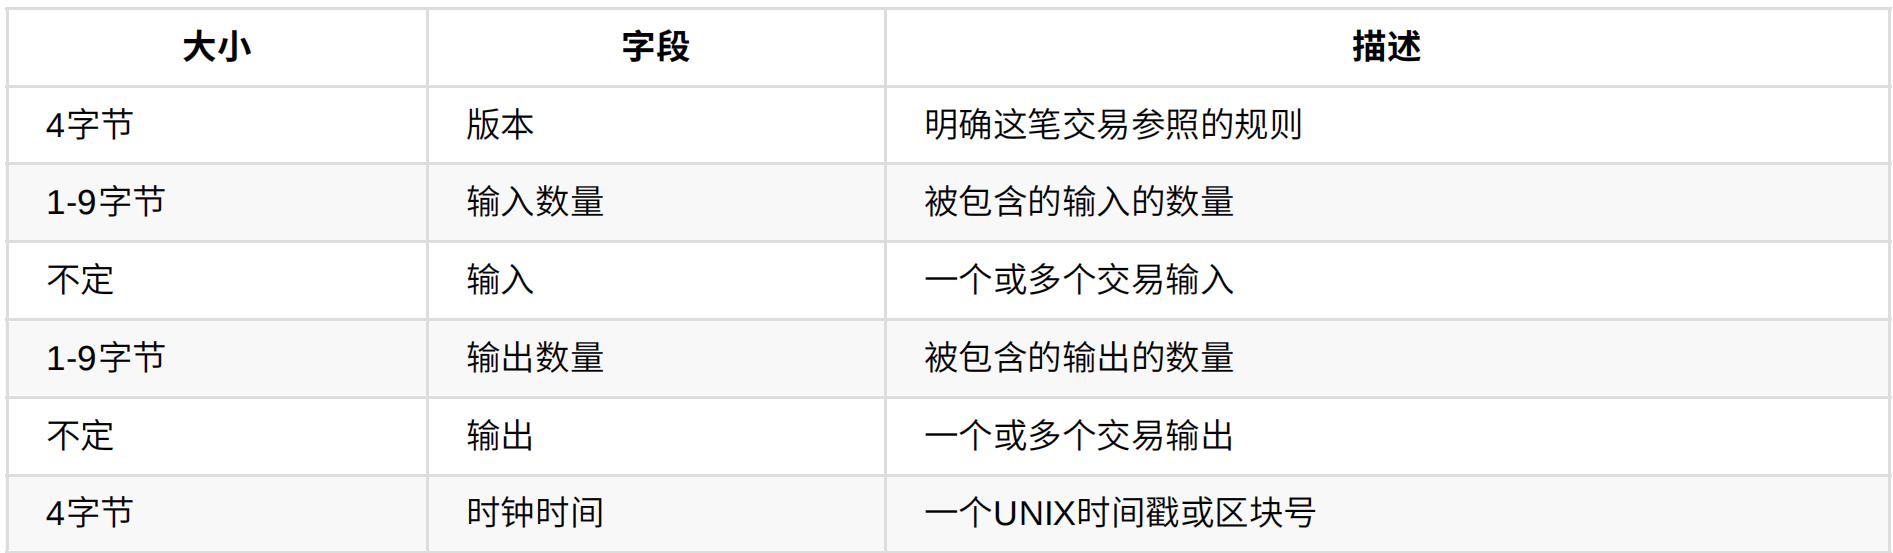 大小 字段 描述
4字节 版本 明确这笔交易参照的规则
1-9字节 输入数量 被包含的输入的数量
不定 输入 一个或多个交易输入
1-9字节 输出数量 被包含的输出的数量
不定 输出 一个或多个交易输出
4字节 时钟时间 一个UNIX时间戳或区块号